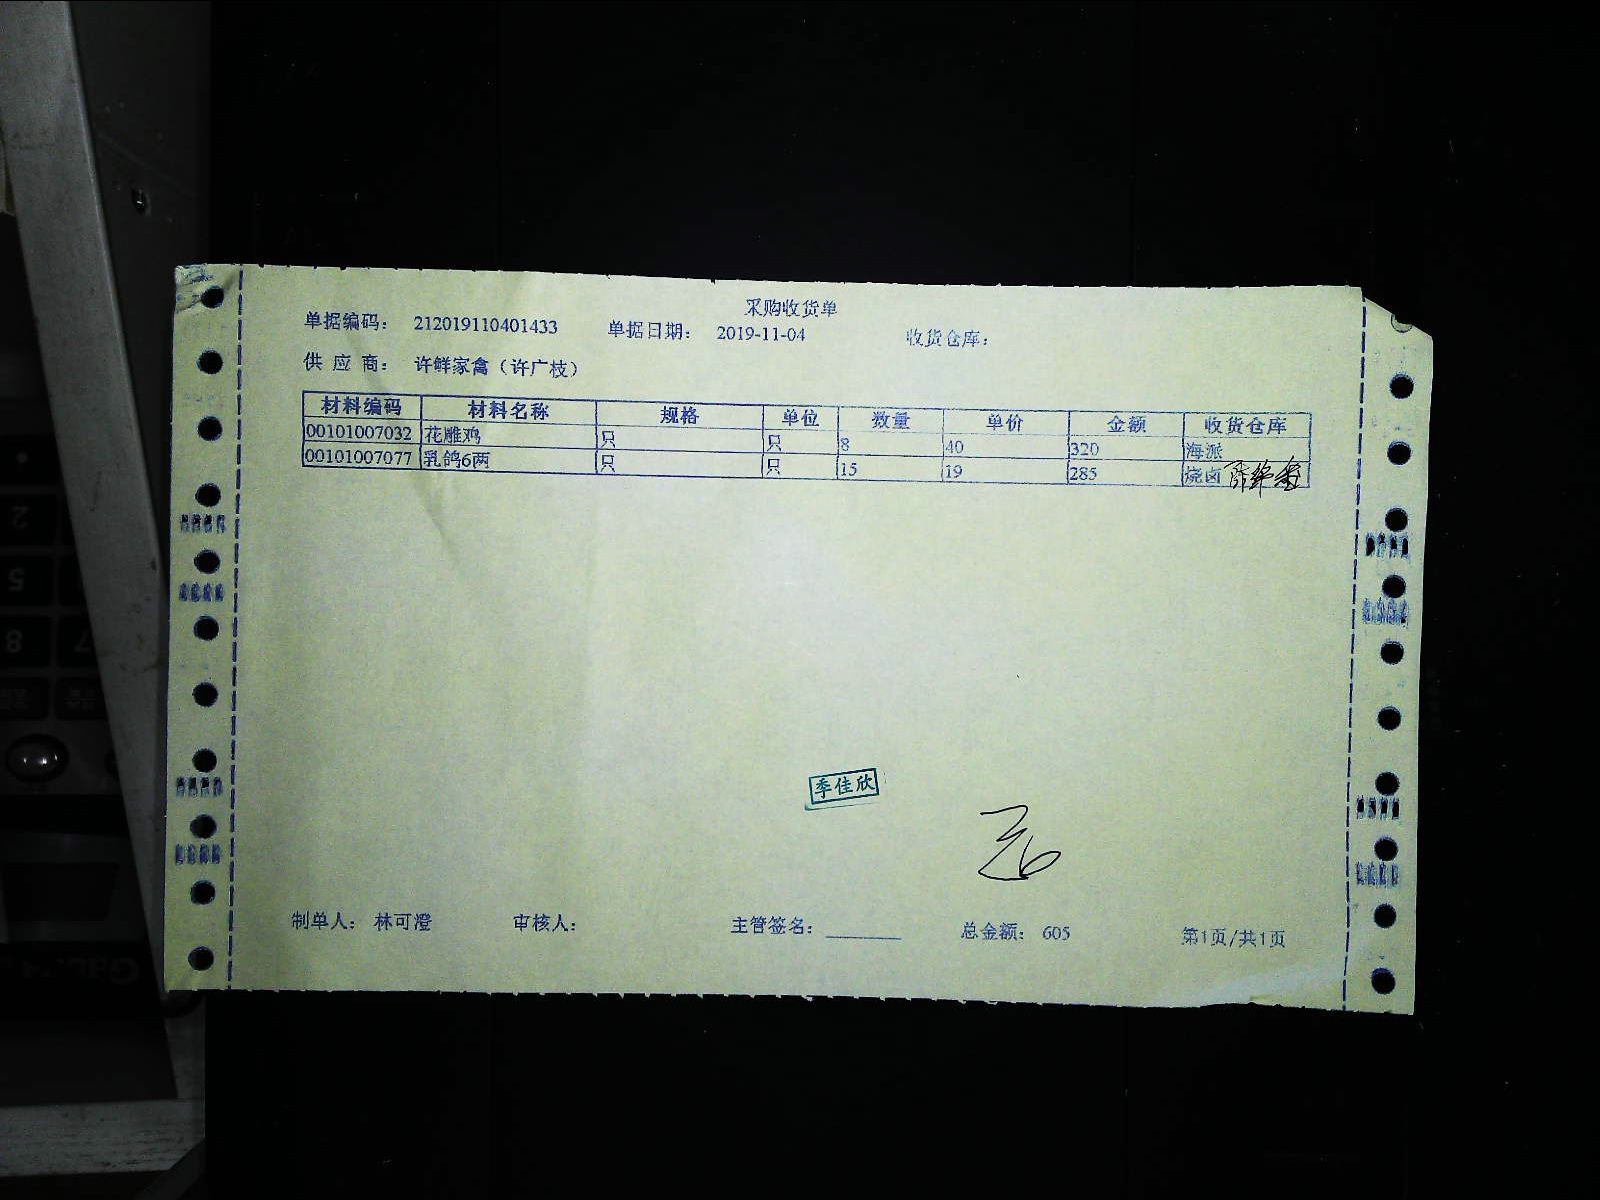 采购收货单
单据编码: 212019110401433 单据日期: 2019-11-04 收货仓库:
供应商: 许鲜家禽（许广枝）
材料编码 材料名称 规格 单位 数量 单价 金额 收货仓库
00101007032 花雕鸡 只 只 8 40 320 海派
00101007077 乳鸽6两 只 只 15 19 285 烧卤
季佳欣
制单人: 林可澄 审核人: 主管签名: 总金额: 605 第1页/共1页